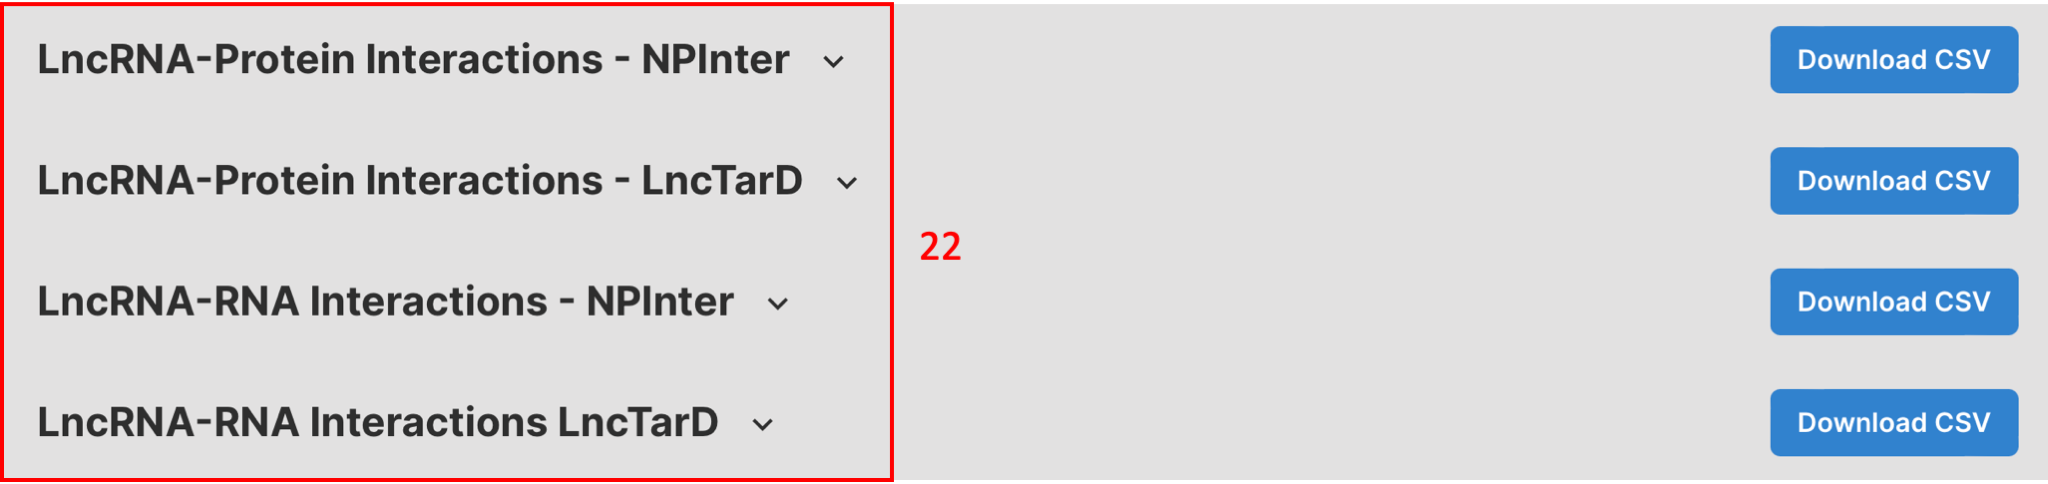 LncRNA-Protein Interactions - NPInter
Download CSV
LncRNA-Protein Interactions - LncTarD
Download CSV
22
LncRNA-RNA Interactions - NPInter
Download CSV
LncRNA-RNA Interactions LncTarD
Download CSV